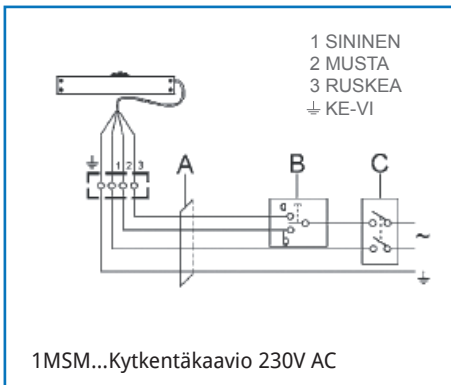 1 SININEN
2 MUSTA
3 RUSKEA
⏚ KE-VI
⏚ 1 2 3
A B C
a
b
~
⏚
1MSM...Kytkentäkaavio 230V AC